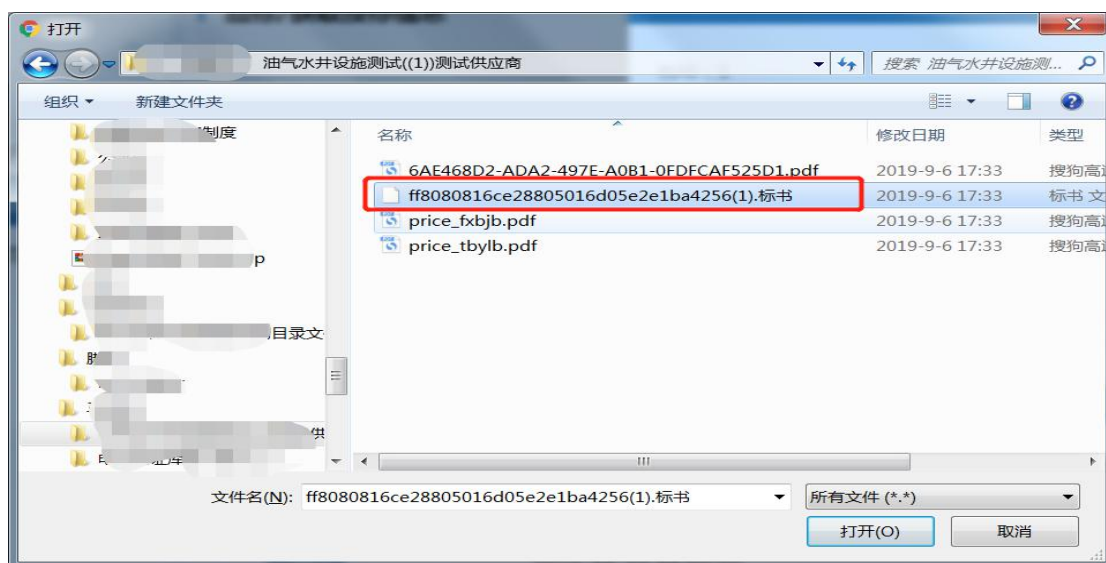 打开
油气水井设施测试((1))测试供应商
搜索 油气水井设施测...
组织
新建文件夹
制度
p
目录文
供
名称
修改日期
类型
6AE468D2-ADA2-497E-A0B1-0FDFCAF525D1.pdf
2019-9-6 17:33
搜狗高
ff8080816ce28805016d05e2e1ba4256(1).标书
2019-9-6 17:33
标书 文
price_fxbjb.pdf
2019-9-6 17:33
搜狗高
price_tbylb.pdf
2019-9-6 17:33
搜狗高
文件名(N):
ff8080816ce28805016d05e2e1ba4256(1).标书
所有文件 (*.*)
打开(O)
取消